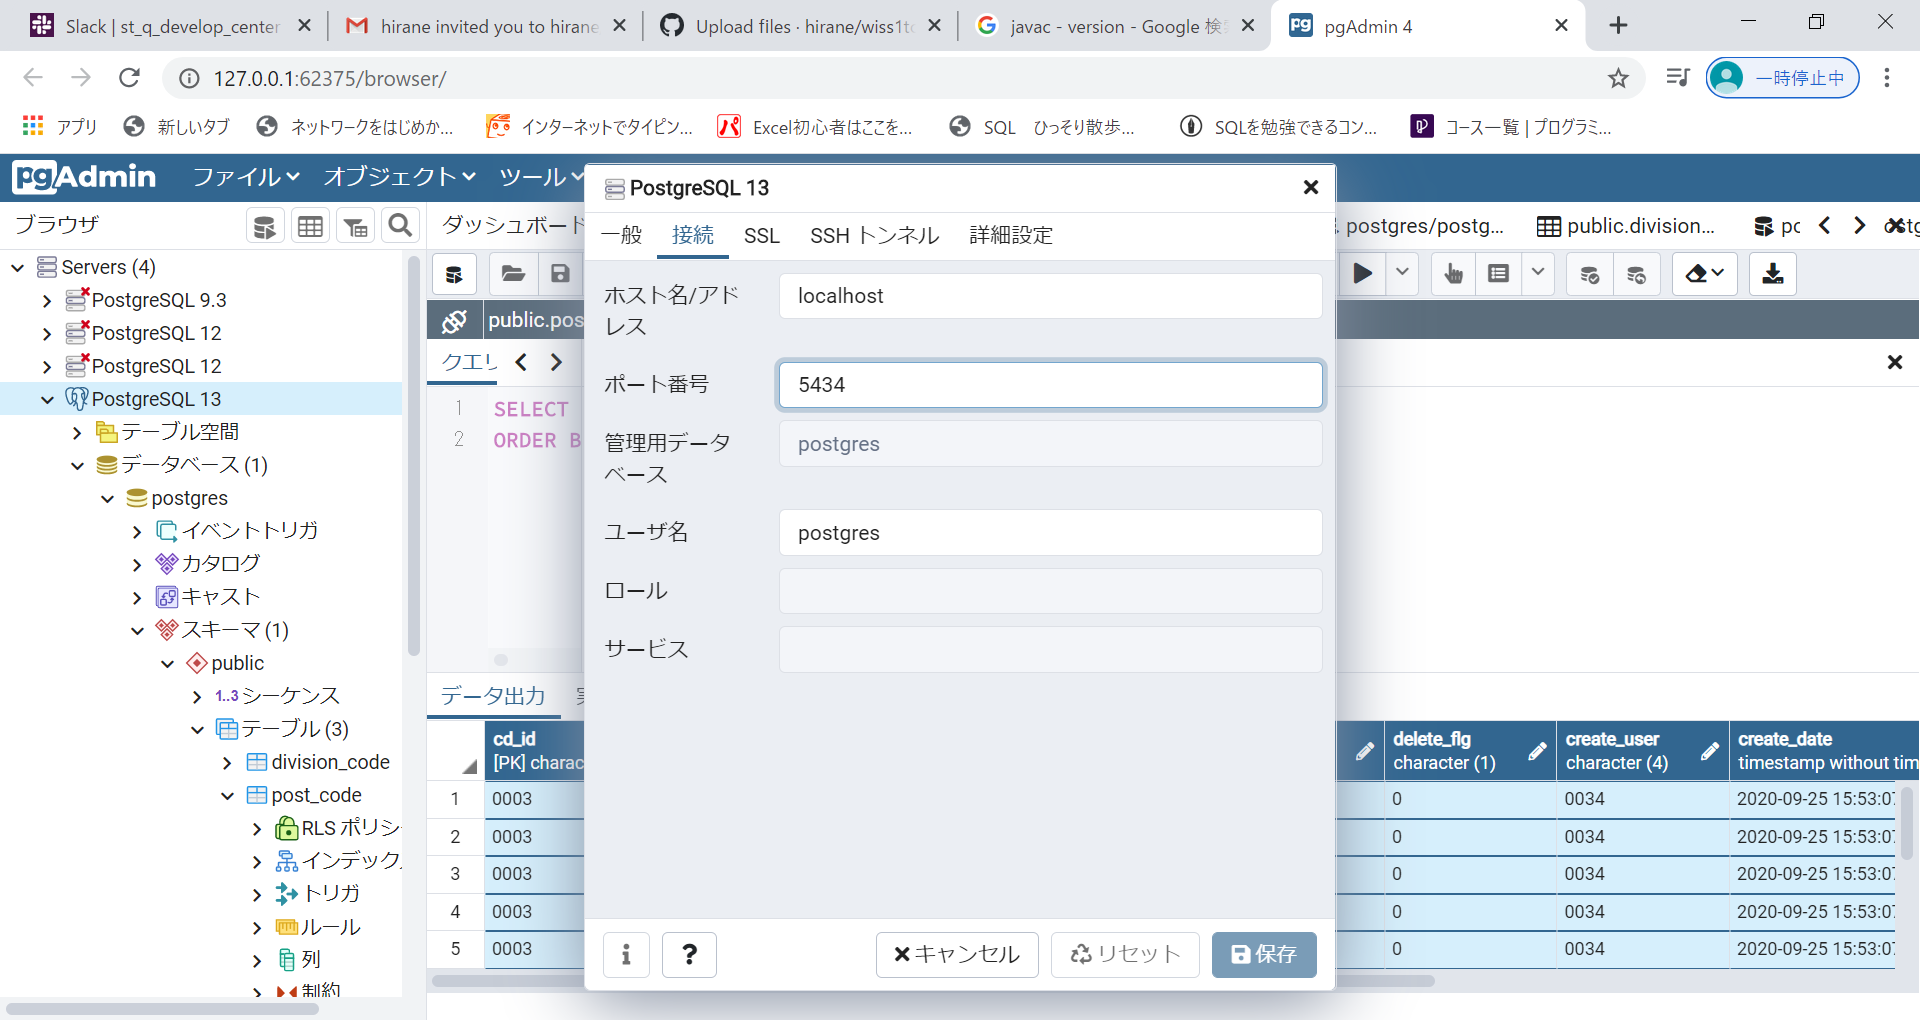 Slack | st_q_develop_center
hirane invited you to hirane
Upload files · hirane/wiss1to
javac - version - Google 検索
pgAdmin 4
127.0.0.1:62375/browser/
一時停止中
アプリ
新しいタブ
ネットワークをはじめか...
インターネットでタイピン...
Excel初心者はここを...
SQL ひっそり散歩...
SQLを勉強できるコン...
コース一覧 | プログラミ...
pgAdmin
ファイル
オブジェクト
ツール
ブラウザ
ダッシュボード
postgres/postg...
public.division...
pc
Servers (4)
PostgreSQL 9.3
PostgreSQL 12
PostgreSQL 12
PostgreSQL 13
テーブル空間
データベース (1)
postgres
イベントトリガ
カタログ
キャスト
スキーマ (1)
public
1..3 シーケンス
テーブル (3)
division_code
post_code
RLS ポリシー
インデックス
トリガ
ルール
列
制約
public.pos
クエリ
1 SELECT
2 ORDER B
PostgreSQL 13
一般
接続
SSL
SSH トンネル
詳細設定
ホスト名/アド
レス
localhost
ポート番号
5434
管理用データ
ベース
postgres
ユーザ名
postgres
ロール
サービス
i
?
キャンセル
リセット
保存
データ出力
cd_id
[PK] charac
delete_flg
character (1)
create_user
character (4)
create_date
timestamp without tim
1 0003 0 0034 2020-09-25 15:53:07
2 0003 0 0034 2020-09-25 15:53:07
3 0003 0 0034 2020-09-25 15:53:07
4 0003 0 0034 2020-09-25 15:53:07
5 0003 0 0034 2020-09-25 15:53:07